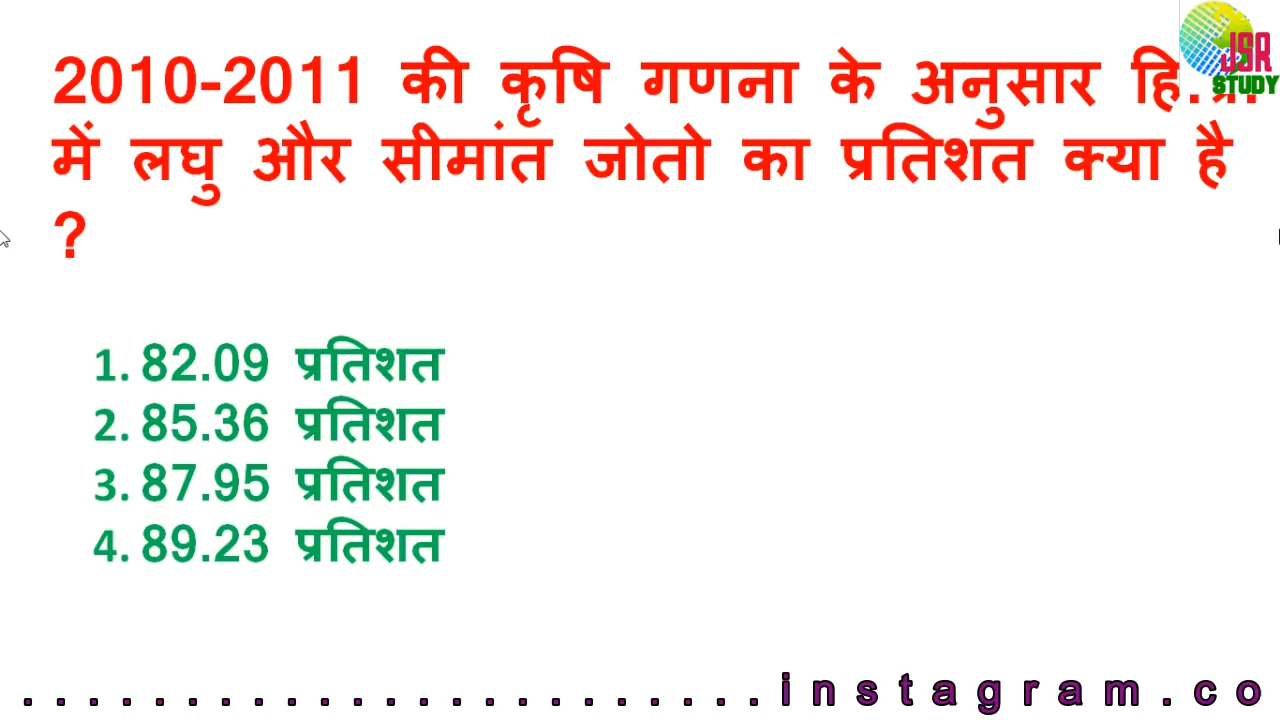 2010-2011 की कृषि गणना के अनुसार हि.प्र.
में लघु और सीमांत जोतो का प्रतिशत क्या है
?
1. 82.09 प्रतिशत
2. 85.36 प्रतिशत
3. 87.95 प्रतिशत
4. 89.23 प्रतिशत
JSR
STUDY
. . . . . . . . . . . . . . . . . . . . . . .instagram.co